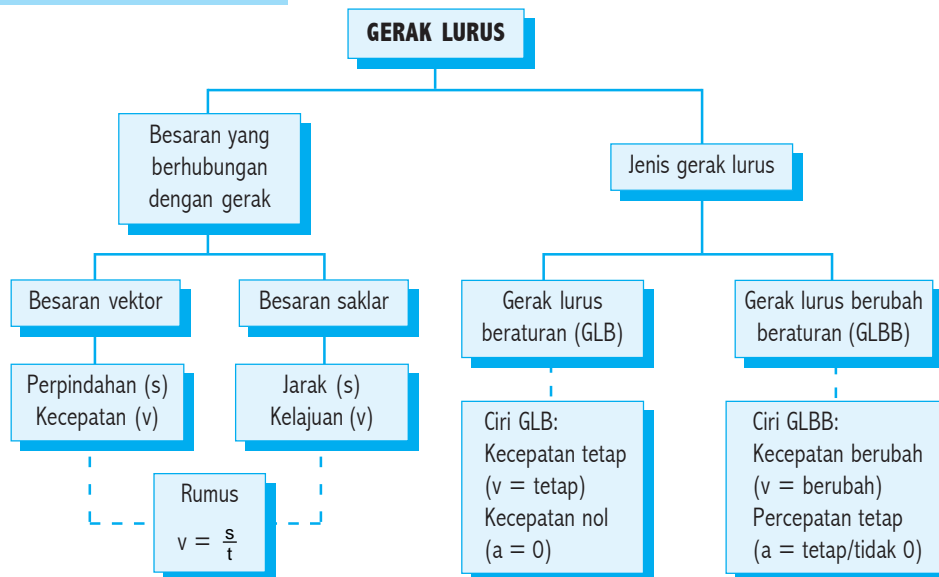 GERAK LURUS
Besaran yang
berhubungan
dengan gerak
Jenis gerak lurus
Besaran vektor
Besaran saklar
Gerak lurus
beraturan (GLB)
Gerak lurus berubah
beraturan (GLBB)
Perpindahan (s)
Kecepatan (v)
Jarak (s)
Kelajuan (v)
Ciri GLB:
Kecepatan tetap
(v = tetap)
Kecepatan nol
(a = 0)
Ciri GLBB:
Kecepatan berubah
(v = berubah)
Percepatan tetap
(a = tetap/tidak 0)
Rumus
v = s/t